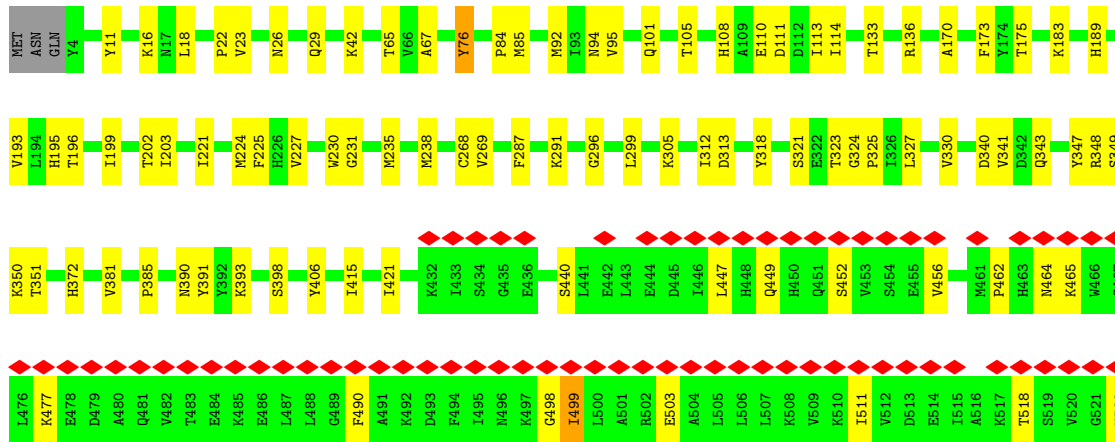 MET ASN GLN Y4 Y11 K16 N17 L18 P22 V23 N26 Q29 K42 T65 V66 A67 Y76 P84 M85 M92 I93 N94 V95 Q101 T105 H108 A109 E110 D111 D112 I113 I114 T133 R136 A170 F173 Y174 T175 K183 H189
V193 L194 H195 T196 I199 T202 I203 I221 M224 F225 H226 V227 W230 G231 M235 M238 C268 V269 F287 K291 G296 L299 K305 I312 D313 Y318 S321 E322 T323 G324 P325 I326 L327 V330 D340 V341 D342 Q343 Y347 R348 S349
K350 T351 H372 V381 P385 N390 Y391 Y392 K393 S398 Y406 I415 I421 K432 I433 S434 G435 E436 S440 L441 E442 L443 E444 D445 I446 L447 H448 Q449 H450 Q451 S452 V453 S454 E455 V456 M461 P462 H463 N464 K465 W466
L476 K477 E478 D479 A480 Q481 V482 T483 E484 K485 E486 L487 L488 G489 F490 A491 K492 D493 F494 I495 N496 K497 G498 I499 L500 A501 R502 E503 A504 L505 L506 L507 K508 V509 K510 I511 V512 D513 E514 I515 A516 K517 T518 S519 V520 G521